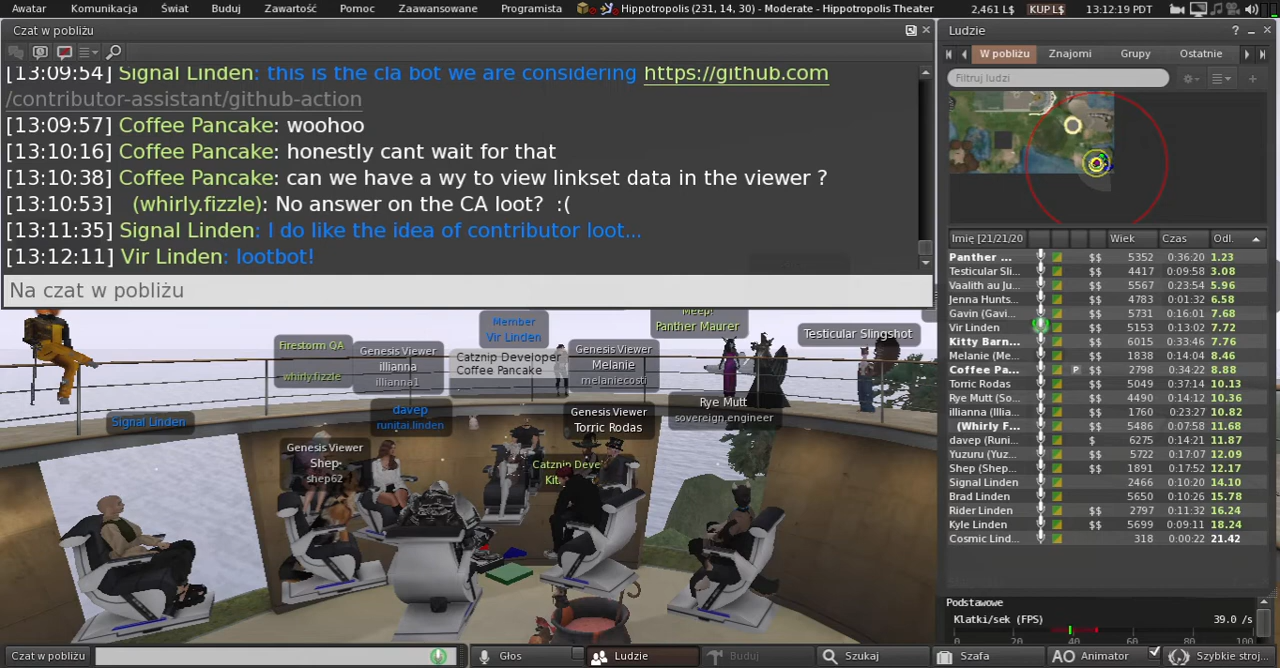 Awatar Komunikacja Świat Buduj Zawartość Pomoc Zaawansowane Programista Hippotropolis (231, 14, 30) - Moderate - Hippotropolis Theater 2,461 L$ KUP L$ 13:12:19 PDT
Czat w pobliżu
[13:09:54] Signal Linden: this is the cla bot we are considering https://github.com
/contributor-assistant/github-action
[13:09:57] Coffee Pancake: woohoo
[13:10:16] Coffee Pancake: honestly cant wait for that
[13:10:38] Coffee Pancake: can we have a wy to view linkset data in the viewer ?
[13:10:53] (whirly.fizzle): No answer on the CA loot? :(
[13:11:35] Signal Linden: I do like the idea of contributor loot...
[13:12:11] Vir Linden: lootbot!
Na czat w pobliżu
Member
Vir Linden
Meep!
Panther Maurer
Testicular Slingshot
Firestorm QA
whirly.fizzle
Genesis Viewer
illianna
illianna1
Catznip Developer
Coffee Pancake
Genesis Viewer
Melanie
melaniecosti
Signal Linden
davep
runitai.linden
Genesis Viewer
Torric Rodas
Rye Mutt
sovereign.engineer
Genesis Viewer
Shep
shep62
Catznip Deve
Ki
Ludzie
W pobliżu Znajomi Grupy Ostatnie
Filtruj ludzi
Imię [21/21/20 Wiek Czas Odl.
Panther ... $$ 5352 0:36:20 1.23
Testicular Sli... $$ 4417 0:09:58 3.08
Vaalith au Ju... $$ 5567 0:23:54 5.96
Jenna Hunts... $$ 4783 0:01:32 6.58
Gavin (Gavi... $$ 5731 0:16:01 7.68
Vir Linden $$ 5153 0:13:02 7.72
Kitty Barn... $$ 6015 0:33:46 7.76
Melanie (Me... $$ 1838 0:14:04 8.46
Coffee Pa... P $$ 2798 0:34:22 8.88
Torric Rodas $$ 5049 0:37:14 10.13
Rye Mutt (So... $$ 4490 0:14:12 10.36
illianna (Illia... $$ 1760 0:23:27 10.82
(Whirly F... $$ 5486 0:07:58 11.68
davep (Runi... $ 6275 0:14:21 11.87
Yuzuru (Yuz... $$ 5722 0:17:07 12.09
Shep (Shep... $$ 1891 0:17:52 12.17
Signal Linden 2466 0:10:20 14.10
Brad Linden 5650 0:10:26 15.78
Rider Linden $$ 2797 0:11:32 16.24
Kyle Linden $$ 5699 0:09:11 18.24
Cosmic Lind... 318 0:00:22 21.42
Podstawowe
Klatki/sek (FPS) 39.0 /s
0 20 40 60 80 100
Czat w pobliżu Głos Ludzie Buduj Szukaj Szafa AO Animator Szybkie stroj...